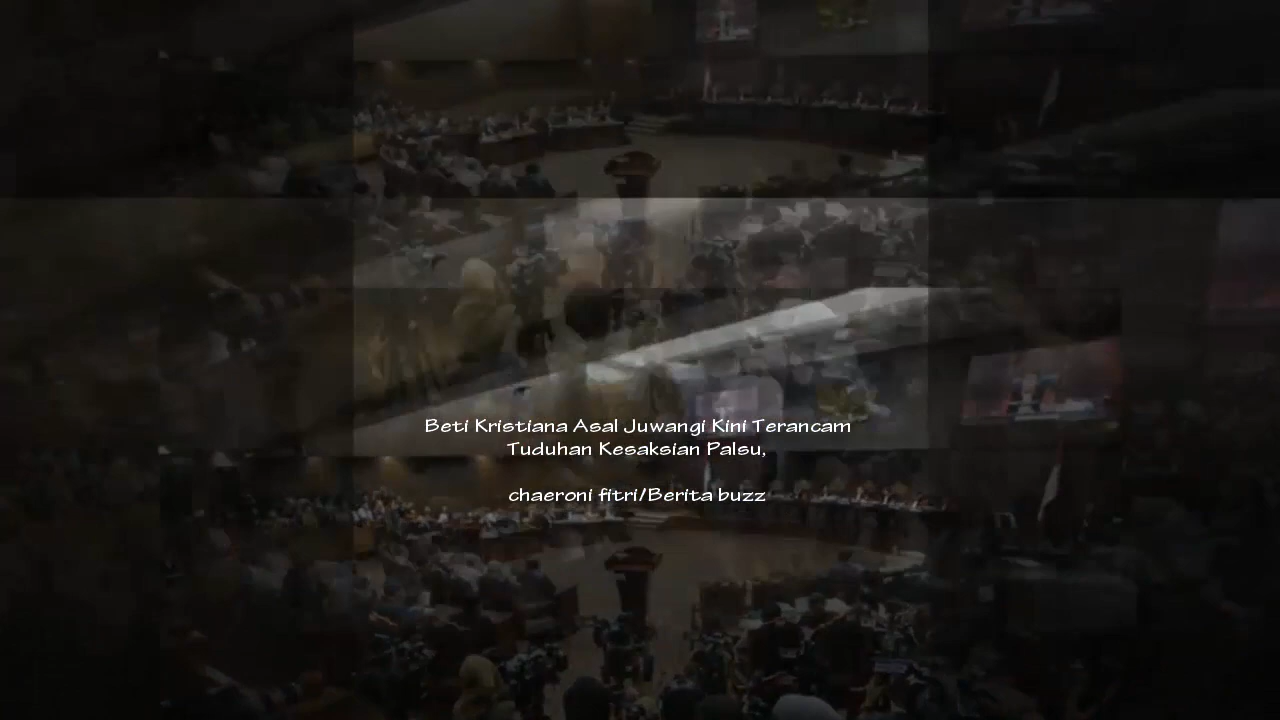 Beti Kristiana Asal Juwangi Kini Terancam
Tuduhan Kesaksian Palsu,
chaeroni fitri/Berita buzz